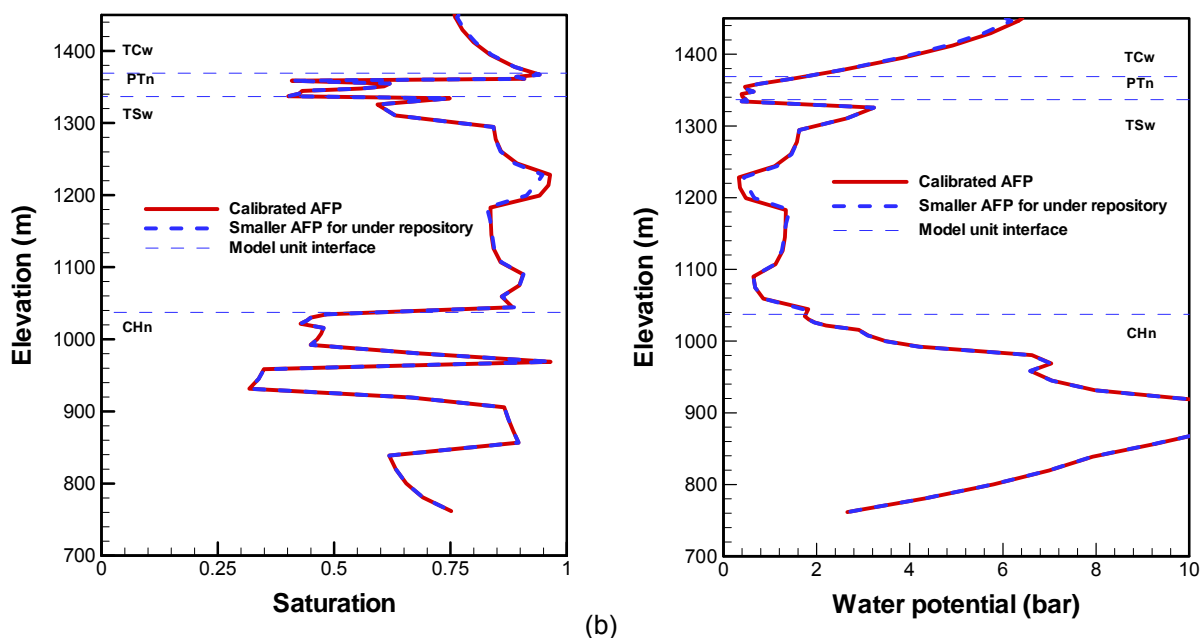 1400
1300
1200
1100
1000
900
800
700
Elevation (m)
TCw
PTn
TSw
CHn
Calibrated AFP
Smaller AFP for under repository
Model unit interface
0
0.25
0.5
0.75
1
Saturation
1400
1300
1200
1100
1000
900
800
700
Elevation (m)
TCw
PTn
TSw
CHn
Calibrated AFP
Smaller AFP for under repository
Model unit interface
0
2
4
6
8
10
Water potential (bar)
(b)